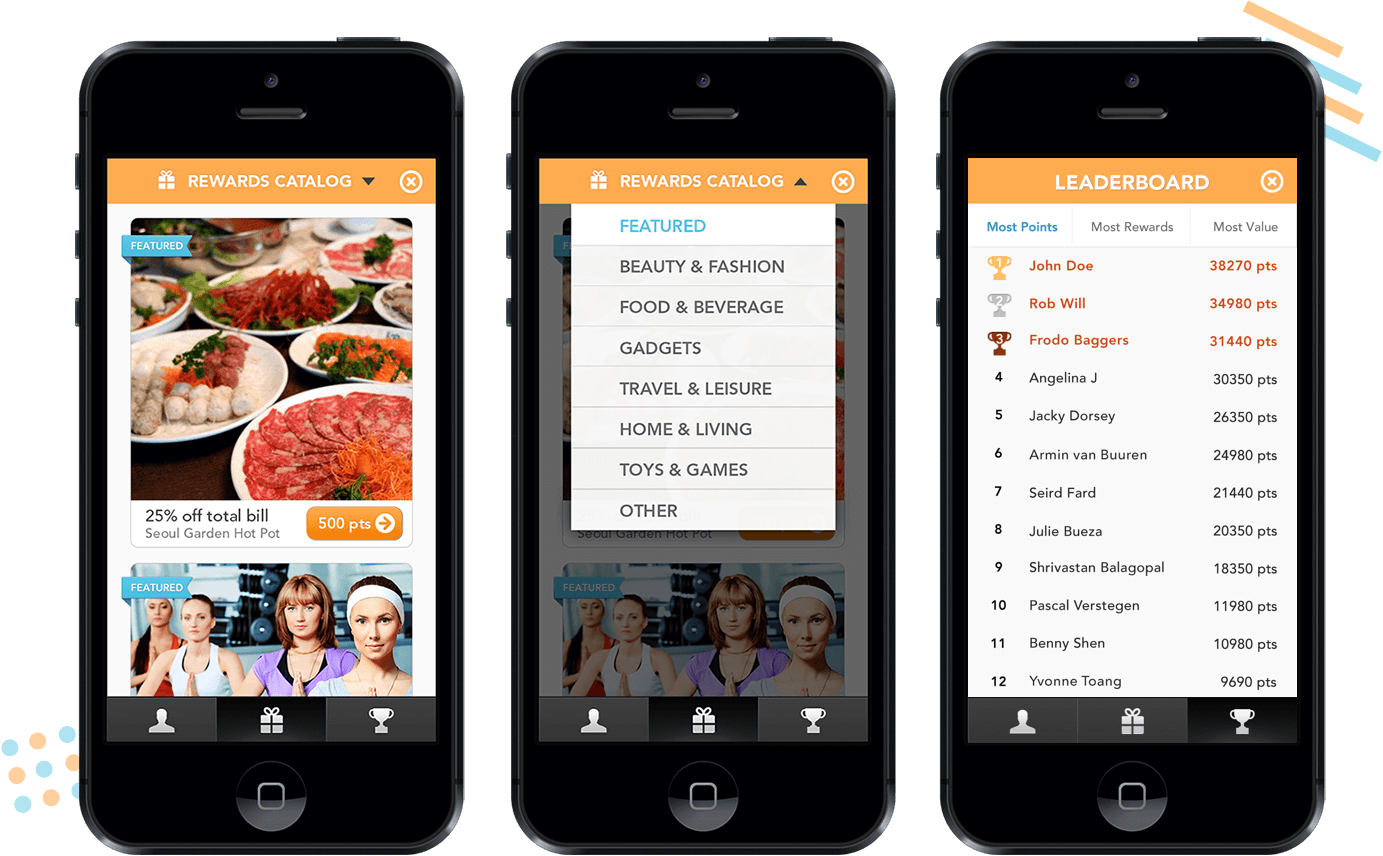 REWARDS CATALOG
FEATURED
25% off total bill
Seoul Garden Hot Pot
500 pts
FEATURED
REWARDS CATALOG
FEATURED
BEAUTY & FASHION
FOOD & BEVERAGE
GADGETS
TRAVEL & LEISURE
HOME & LIVING
TOYS & GAMES
OTHER
Seoul Garden Hot Pot
FEATURED
LEADERBOARD
Most Points Most Rewards Most Value
1 John Doe 38270 pts
2 Rob Will 34980 pts
3 Frodo Baggers 31440 pts
4 Angelina J 30350 pts
5 Jacky Dorsey 26350 pts
6 Armin van Buuren 24980 pts
7 Seird Fard 21440 pts
8 Julie Bueza 20350 pts
9 Shrivastan Balagopal 18350 pts
10 Pascal Verstegen 11980 pts
11 Benny Shen 10980 pts
12 Yvonne Toang 9690 pts